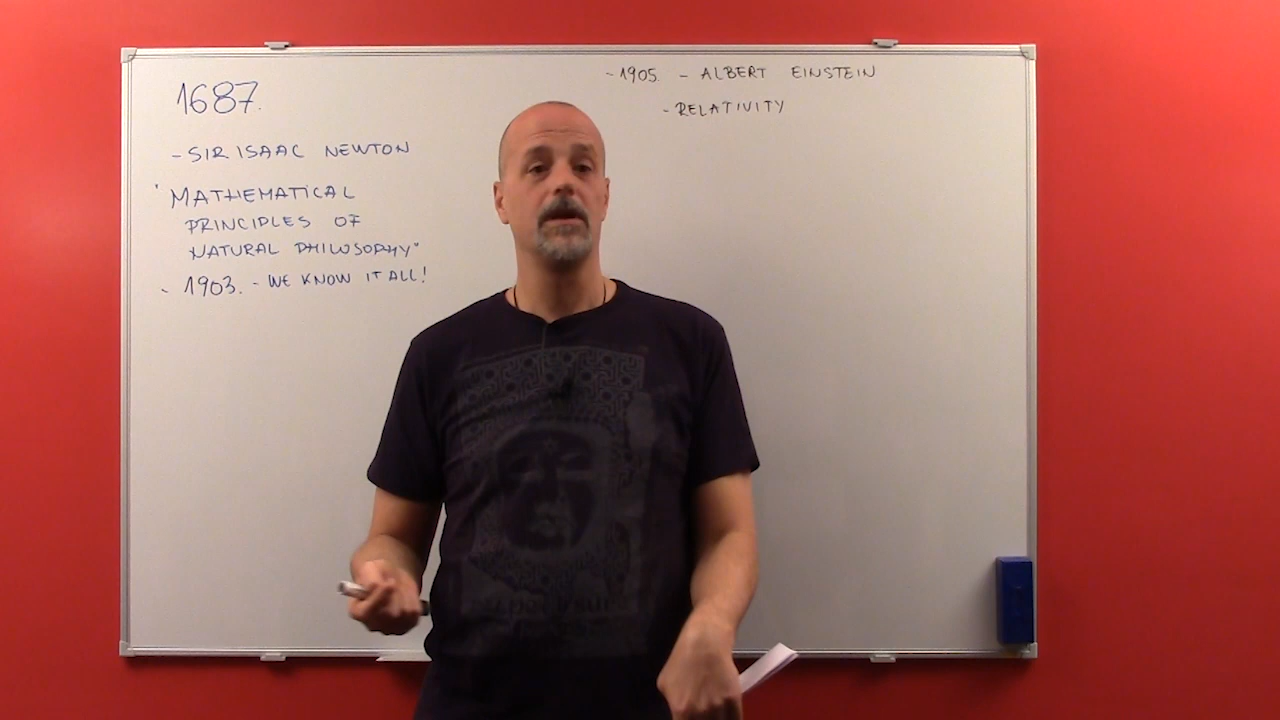 1687.
- SIR ISAAC NEWTON
"MATHEMATICAL
PRINCIPLES OF
NATURAL PHILOSOPHY"
- 1903. - WE KNOW IT ALL!
- 1905. - ALBERT EINSTEIN
- RELATIVITY